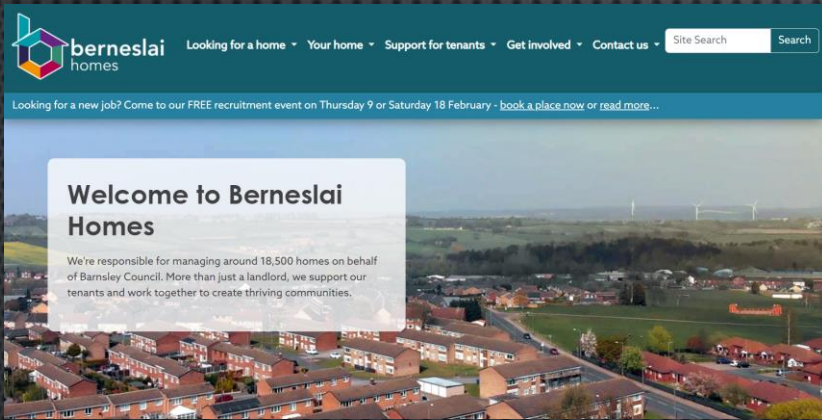 berneslai
homes
Looking for a home
Your home
Support for tenants
Get involved
Contact us
Site Search
Search
Looking for a new job? Come to our FREE recruitment event on Thursday 9 or Saturday 18 February - book a place now or read more...
Welcome to Berneslai
Homes
We're responsible for managing around 18,500 homes on behalf
of Barnsley Council. More than just a landlord, we support our
tenants and work together to create thriving communities.